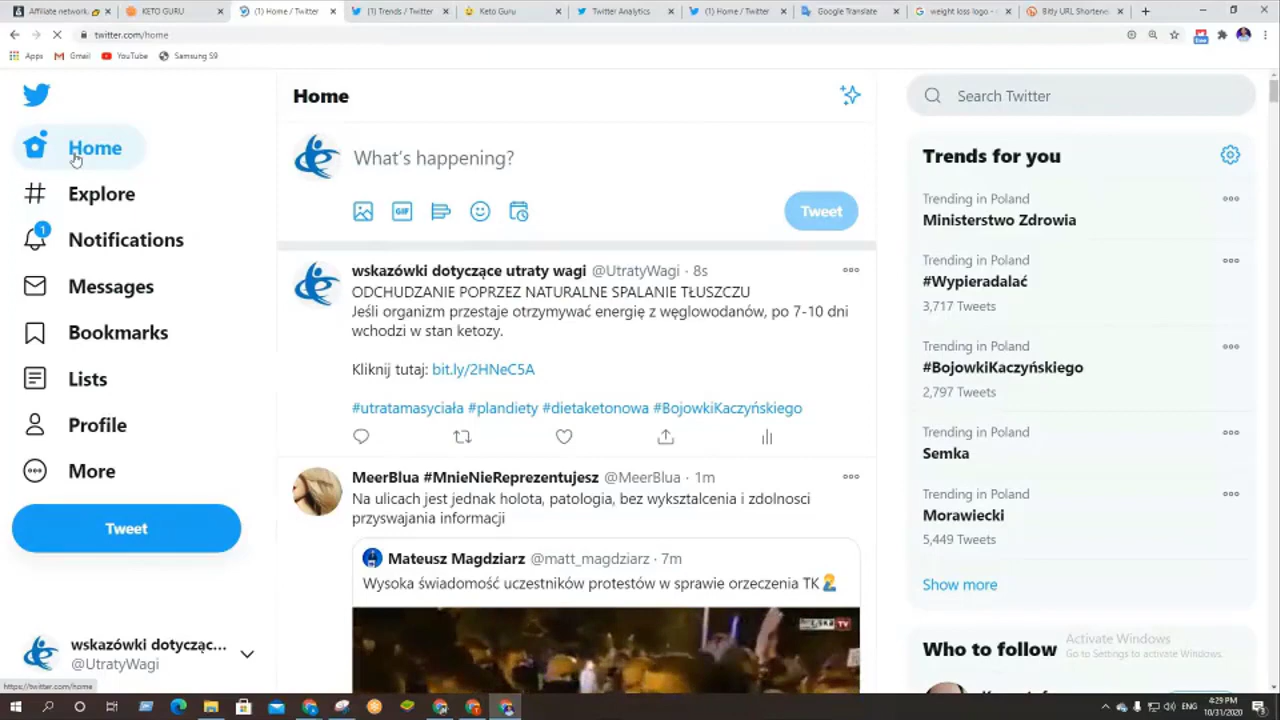 Affiliate network
KETO GURU
(1) Home / Twitter
(1) Trends / Twitter
Keto Guru
Twitter Analytics
(1) Home / Twitter
Google Translate
weight loss logo -
Bitly URL Shortene
twitter.com/home
Apps
Gmail
YouTube
Samsung S9
Home
Explore
1
Notifications
Messages
Bookmarks
Lists
Profile
More
Tweet
wskazówki dotycząc...
@UtratyWagi
https://twitter.com/home
Home
What's happening?
GIF
Tweet
wskazówki dotyczące utraty wagi @UtratyWagi · 8s
ODCHUDZANIE POPRZEZ NATURALNE SPALANIE TŁUSZCZU
Jeśli organizm przestaje otrzymywać energię z węglowodanów, po 7-10 dni
wchodzi w stan ketozy.
Kliknij tutaj: bit.ly/2HNeC5A
#utratamasyciała #plandiety #dietaketonowa #BojowkiKaczyńskiego
MeerBlua #MnieNieReprezentujesz @MeerBlua · 1m
Na ulicach jest jednak holota, patologia, bez wyksztalcenia i zdolnosci
przyswajania informacji
Mateusz Magdziarz @matt_magdziarz · 7m
Wysoka świadomość uczestników protestów w sprawie orzeczenia TK
Search Twitter
Trends for you
Trending in Poland
Ministerstwo Zdrowia
Trending in Poland
#Wypieradalać
3,717 Tweets
Trending in Poland
#BojowkiKaczyńskiego
2,797 Tweets
Trending in Poland
Semka
Trending in Poland
Morawiecki
5,449 Tweets
Show more
Who to follow
Activate Windows
Go to Settings to activate Windows.
ENG
4:29 PM
10/31/2020